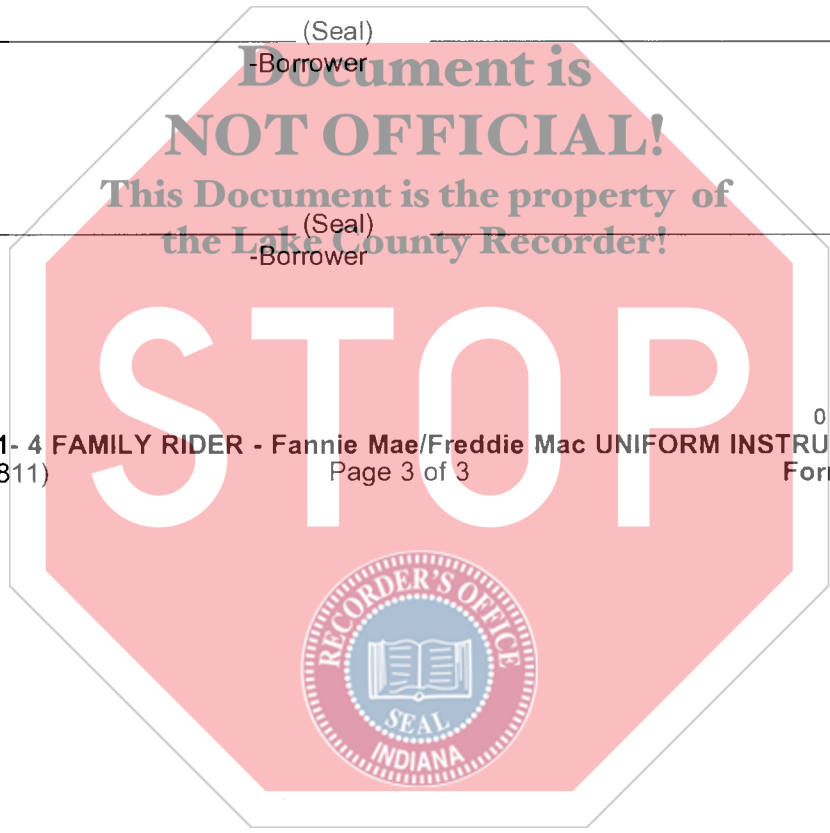 (Seal)
-Borrower
Document is
NOT OFFICIAL!
This Document is the property of
(Seal)
the Lake County Recorder!
-Borrower
STOP
0
1- 4 FAMILY RIDER - Fannie Mae/Freddie Mac UNIFORM INSTRU
811)
Page 3 of 3
For
RECORDER'S OFFICE
SEAL
INDIANA